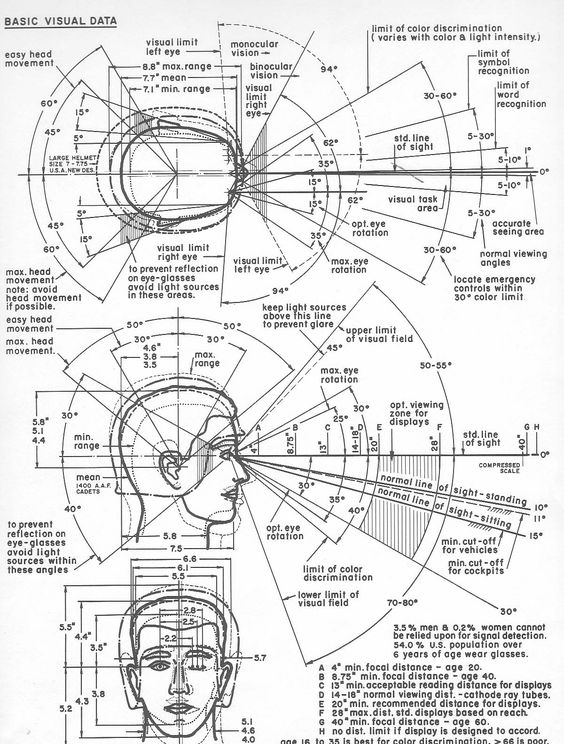 BASIC VISUAL DATA
easy head
movement
visual limit
left eye
monocular
vision
binocular
vision
visual
limit
right
eye
8.8" max. range
7.7" mean
7.1" min. range
94°
limit of color discrimination
( varies with color & light intensity.)
limit of
symbol
recognition
limit of
word
recognition
30-60°
60°
45°
15°
5°
LARGE HELMET
SIZE 7 - 7.75
U.S.A. NEW DES.
62°
35°
15°
std. line
of sight
5-30°
5-10°
1°
0°
visual task
area
62°
35°
15°
5-10°
5-30°
30-60°
accurate
seeing area
normal viewing
angles
5°
15°
45°
60°
opt. eye
rotation
max. eye
rotation
visual limit
right eye
visual limit
left eye
94°
to prevent reflection
on eye-glasses
avoid light sources
in these areas.
locate emergency
controls within
30° color limit
max. head
movement
note: avoid
head movement
if possible.
easy head
movement
max. head
movement.
keep light sources
above this line
to prevent glare
50°
50°
30°
30°
4.6"
3.8
3.5
max.
range
45°
upper limit
of visual field
50-55°
max. eye
rotation
opt. viewing
zone for
displays
30°
25°
5.8"
5.1
4.4
30°
min.
range
mean
1400 A.A.F.
CADETS
40°
A
B
C
D
E
F
G
H
4"
8.75"
13"
14-18"
20"
28"
40"
std. line
of sight
0°
COMPRESSED
SCALE
normal line of sight-standing
normal line of sight-sitting
10°
11°
15°
min. cut-off
for vehicles
min. cut-off
for cockpits
30°
35°
40°
opt. eye
rotation
limit of color
discrimination
lower limit of
visual field
70-80°
30°
to prevent
reflection on
eye-glasses
avoid light
sources within
these angles
5.8
7.5
6.6
6.1
5.5
2.8
2.5
2.2
5.5"
4.4"
3.5"
5.2
4.3
3.8
5.7
5.1
4.6
4.0
3.5% men & 0.2% women cannot
be relied upon for signal detection.
54.0% U.S. population over
6 years of age wear glasses.
A 4" min. focal distance - age 20.
B 8.75" min. focal distance - age 40.
C 13" min. acceptable reading distance for displays
D 14-18" normal viewing dist. - cathode ray tubes.
E 20" min. recommended distance for displays.
F 28" max. dist. std. displays based on reach.
G 40" min. focal distance - age 60.
H no dist. limit if display is designed to accord.
age 16 to 35 is best for color discrimination, > 66 is poor.